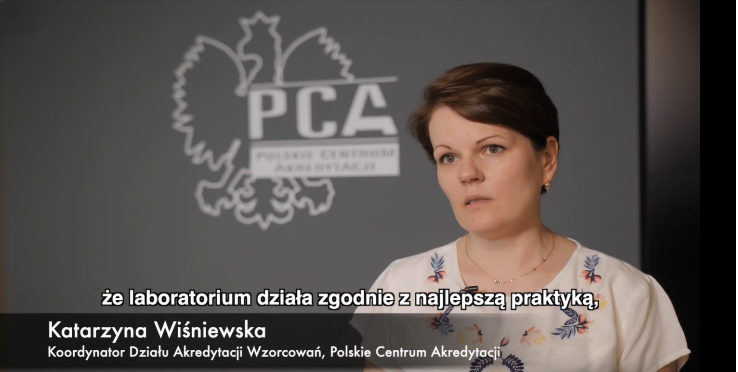 PCA
POLSKIE CENTRUM
AKREDYTACJI
że laboratorium działa zgodnie z najlepszą praktyką,
Katarzyna Wiśniewska
Koordynator Działu Akredytacji Wzorcowań, Polskie Centrum Akredytacji